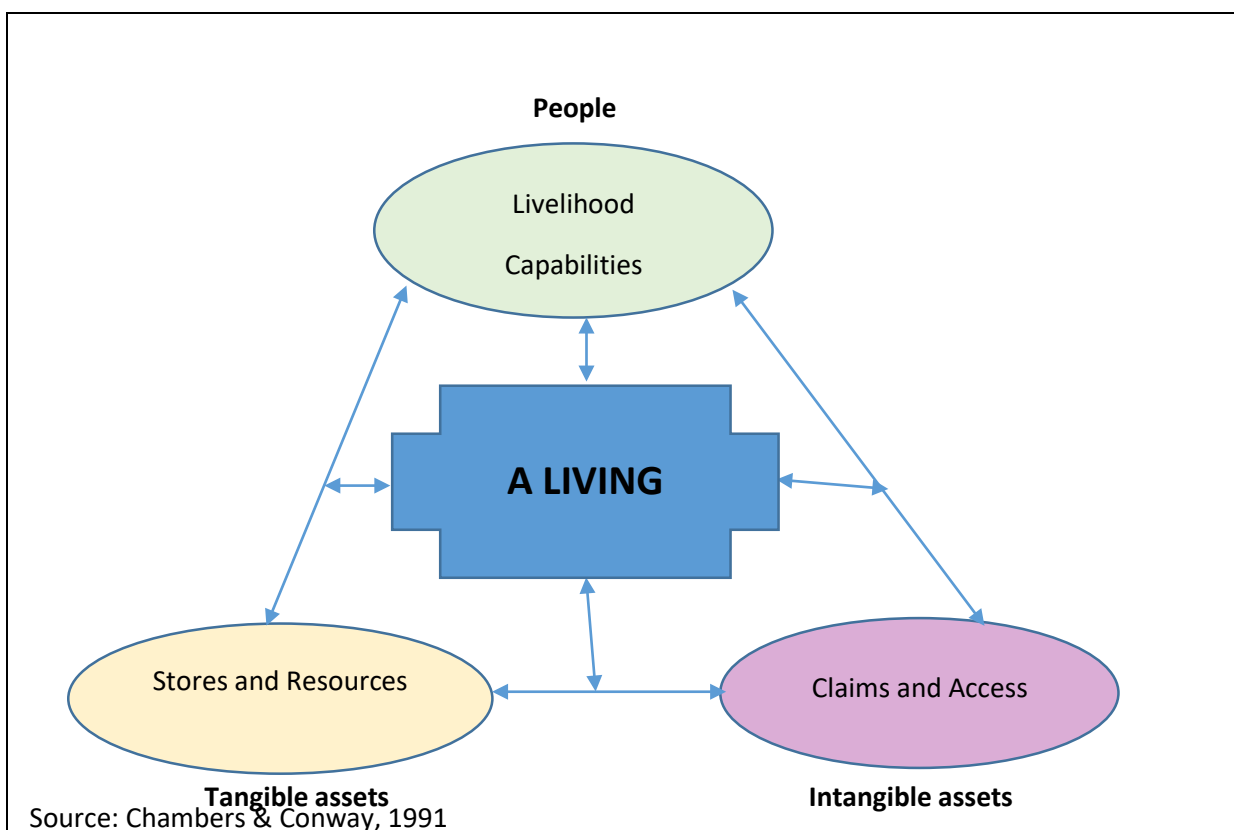 People
Livelihood
Capabilities
A LIVING
Stores and Resources
Claims and Access
Tangible assets
Intangible assets
Source: Chambers & Conway, 1991